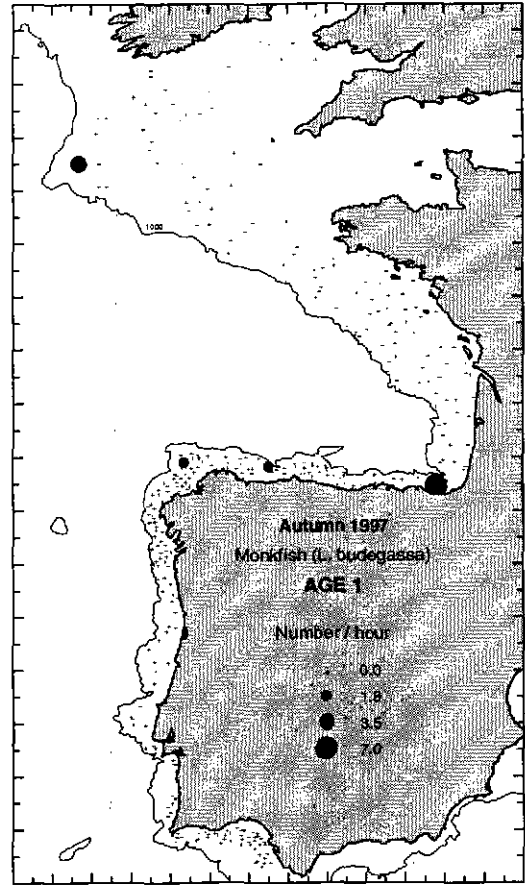 1000
Autumn 1997
Monkfish (L. budegassa)
AGE 1
Number / hour
0.0
1.8
3.5
7.0